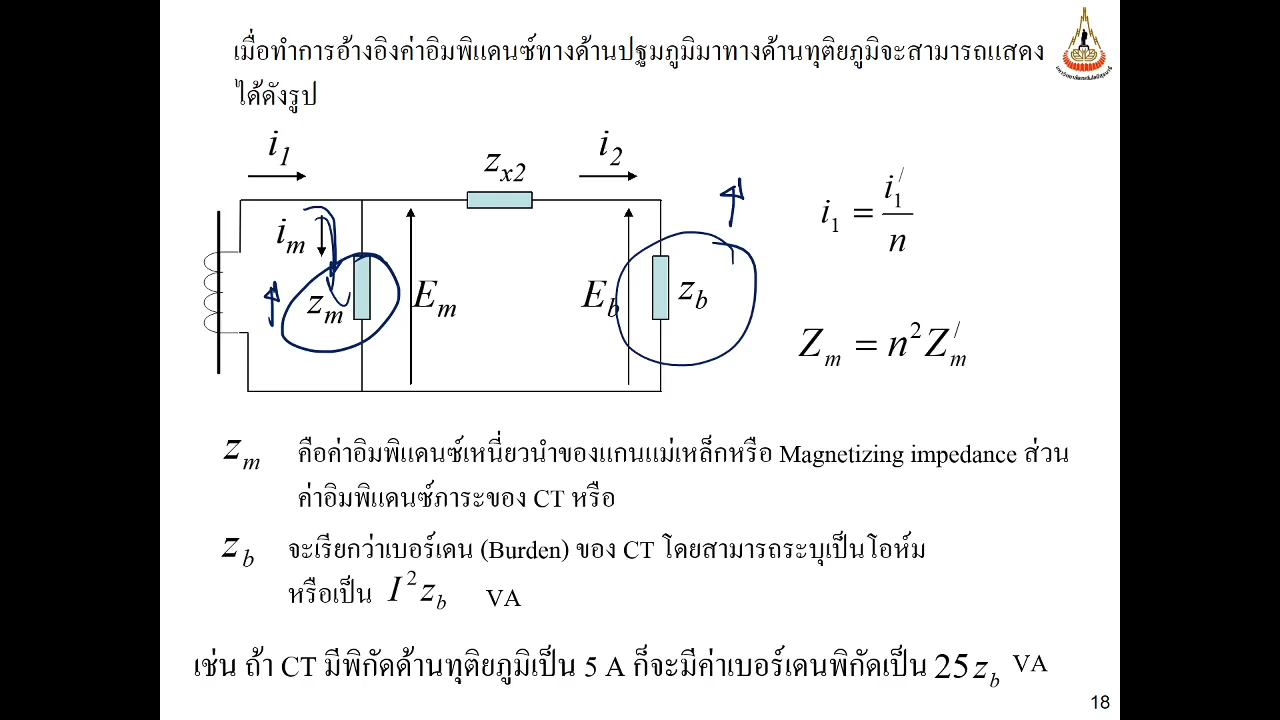 เมื่อทำการอ้างอิงค่าอิมพิแดนซ์ทางด้านปฐมภูมิมาทางด้านทุติยภูมิจะสามารถแสดง
ได้ดังรูป
i1
zx2
i2
im
zm
Em
Eb
zb
i1 = i1/ / n
Zm = n2Zm/
zm คือค่าอิมพิแดนซ์เหนี่ยวนำของแกนแม่เหล็กหรือ Magnetizing impedance ส่วน
ค่าอิมพิแดนซ์ภาระของ CT หรือ
zb จะเรียกว่าเบอร์เดน (Burden) ของ CT โดยสามารถระบุเป็นโอห์ม
หรือเป็น I2zb VA
เช่น ถ้า CT มีพิกัดด้านทุติยภูมิเป็น 5 A ก็จะมีค่าเบอร์เดนพิกัดเป็น 25zb VA
18